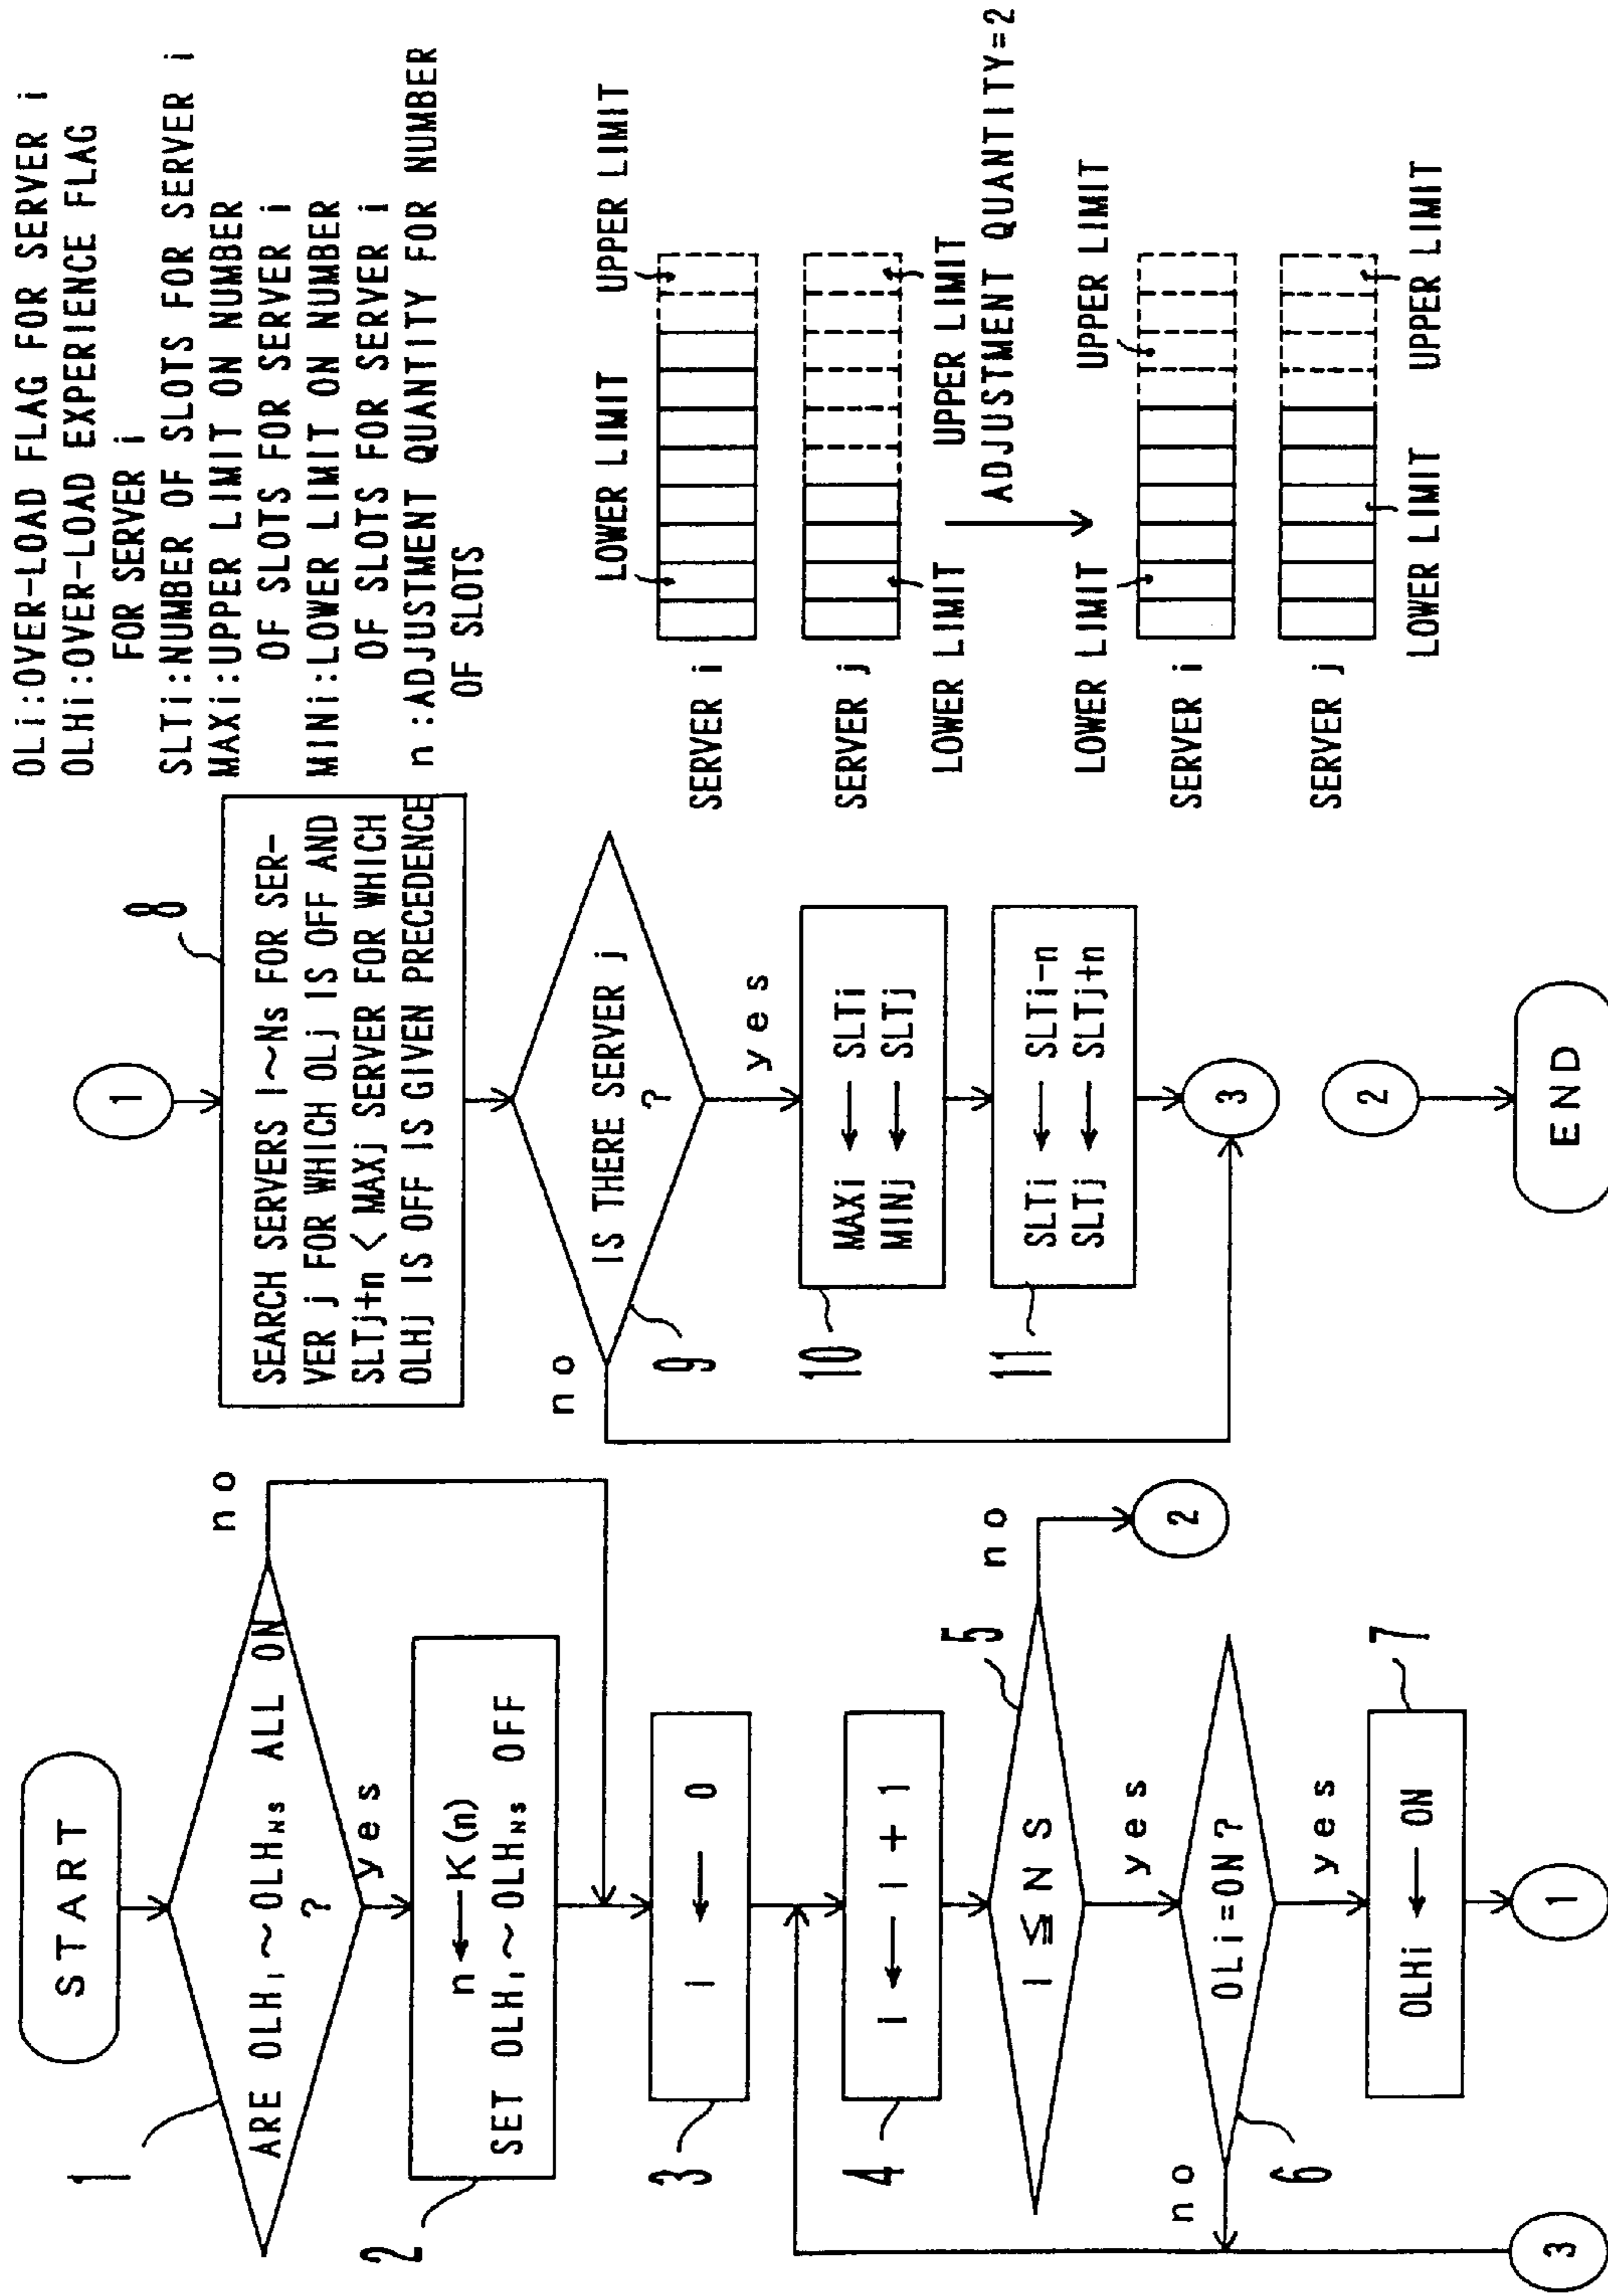 START
1
ARE OLH1~OLHNs ALL ON
?
no
yes
2
n←K(n)
SET OLH1~OLHNs OFF
3
I ← 0
4
I ← I + 1
5
I ≦ N S
no
2
yes
OLi=ON?
6
no
yes
7
OLHi ← ON
1
3
1
8
SEARCH SERVERS 1~Ns FOR SER-
VER j FOR WHICH OLj IS OFF AND
SLTj+n < MAXj SERVER FOR WHICH
OLHj IS OFF IS GIVEN PRECEDENCE
IS THERE SERVER j
?
9
no
yes
10
MAXi ← SLTi
MINj ← SLTj
11
SLTi ← SLTi-n
SLTj ← SLTj+n
3
2
END
OLi:OVER-LOAD FLAG FOR SERVER i
OLHi:OVER-LOAD EXPERIENCE FLAG
FOR SERVER i
SLTi:NUMBER OF SLOTS FOR SERVER i
MAXi:UPPER LIMIT ON NUMBER
OF SLOTS FOR SERVER i
MINi:LOWER LIMIT ON NUMBER
OF SLOTS FOR SERVER i
n :ADJUSTMENT QUANTITY FOR NUMBER
OF SLOTS
LOWER LIMIT UPPER LIMIT
SERVER i
SERVER j
LOWER LIMIT UPPER LIMIT
ADJUSTMENT QUANTITY=2
LOWER LIMIT UPPER LIMIT
SERVER i
SERVER j
LOWER LIMIT UPPER LIMIT